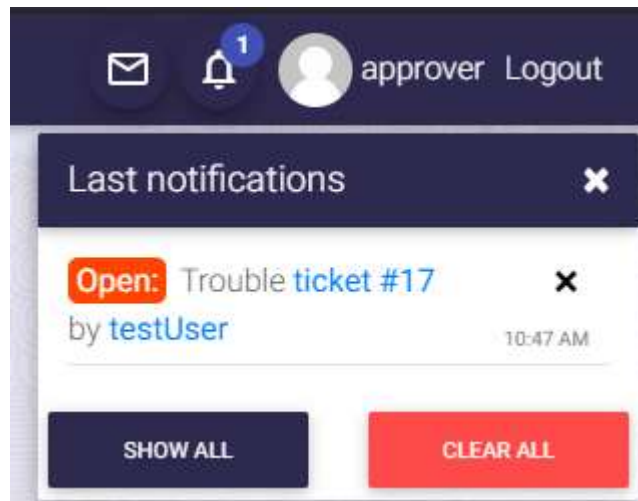 1
approver Logout
Last notifications
Open: Trouble ticket #17
by testUser
10:47 AM
SHOW ALL
CLEAR ALL